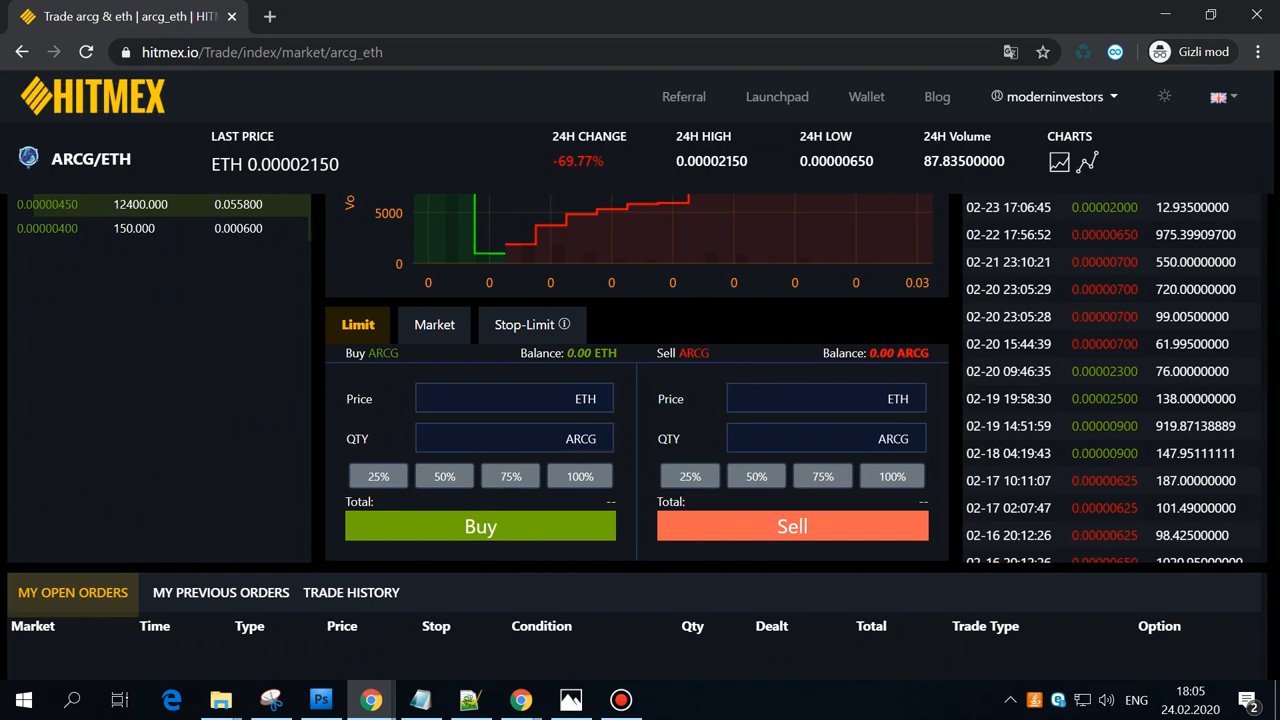 Trade arcg & eth | arcg_eth | HIT
hitmex.io/Trade/index/market/arcg_eth
Gizli mod
HITMEX
Referral
Launchpad
Wallet
Blog
moderninvestors
ARCG/ETH
LAST PRICE
ETH 0.00002150
24H CHANGE
-69.77%
24H HIGH
0.00002150
24H LOW
0.00000650
24H Volume
87.83500000
CHARTS
0.00000450 12400.000 0.055800
0.00000400 150.000 0.000600
Vo
5000
0
0 0 0 0 0 0 0 0 0.03
02-23 17:06:45 0.00002000 12.93500000
02-22 17:56:52 0.00000650 975.39909700
02-21 23:10:21 0.00000700 550.00000000
02-20 23:05:29 0.00000700 720.00000000
02-20 23:05:28 0.00000700 99.00500000
02-20 15:44:39 0.00000700 61.99500000
02-20 09:46:35 0.00002300 76.00000000
02-19 19:58:30 0.00002500 138.00000000
02-19 14:51:59 0.00000900 919.87138889
02-18 04:19:43 0.00000900 147.95111111
02-17 10:11:07 0.00000625 187.00000000
02-17 02:07:47 0.00000625 101.49000000
02-16 20:12:26 0.00000625 98.42500000
Limit
Market
Stop-Limit
Buy ARCG
Balance: 0.00 ETH
Price ETH
QTY ARCG
25% 50% 75% 100%
Total: --
Buy
Sell ARCG
Balance: 0.00 ARCG
Price ETH
QTY ARCG
25% 50% 75% 100%
Total: --
Sell
MY OPEN ORDERS
MY PREVIOUS ORDERS
TRADE HISTORY
Market Time Type Price Stop Condition Qty Dealt Total Trade Type Option
Ps
ENG
18:05
24.02.2020
2